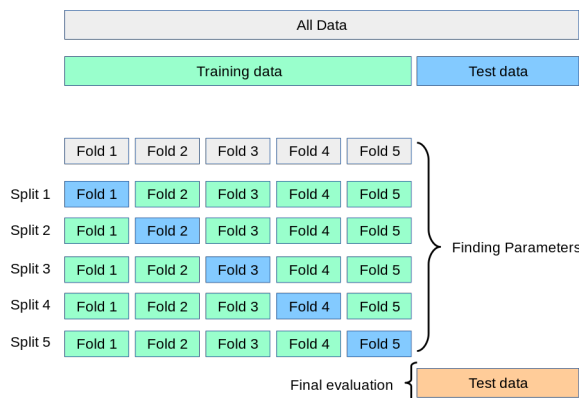 All Data
Training data Test data
Fold 1 Fold 2 Fold 3 Fold 4 Fold 5
Split 1 Fold 1 Fold 2 Fold 3 Fold 4 Fold 5
Split 2 Fold 1 Fold 2 Fold 3 Fold 4 Fold 5
Finding Parameters
Split 3 Fold 1 Fold 2 Fold 3 Fold 4 Fold 5
Split 4 Fold 1 Fold 2 Fold 3 Fold 4 Fold 5
Split 5 Fold 1 Fold 2 Fold 3 Fold 4 Fold 5
Final evaluation Test data